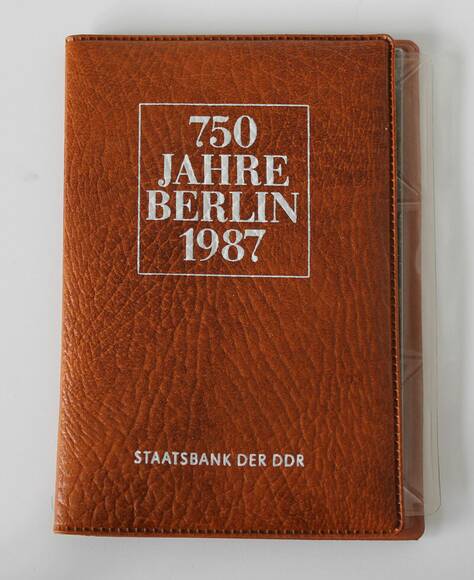 750
JAHRE
BERLIN
1987
STAATSBANK DER DDR